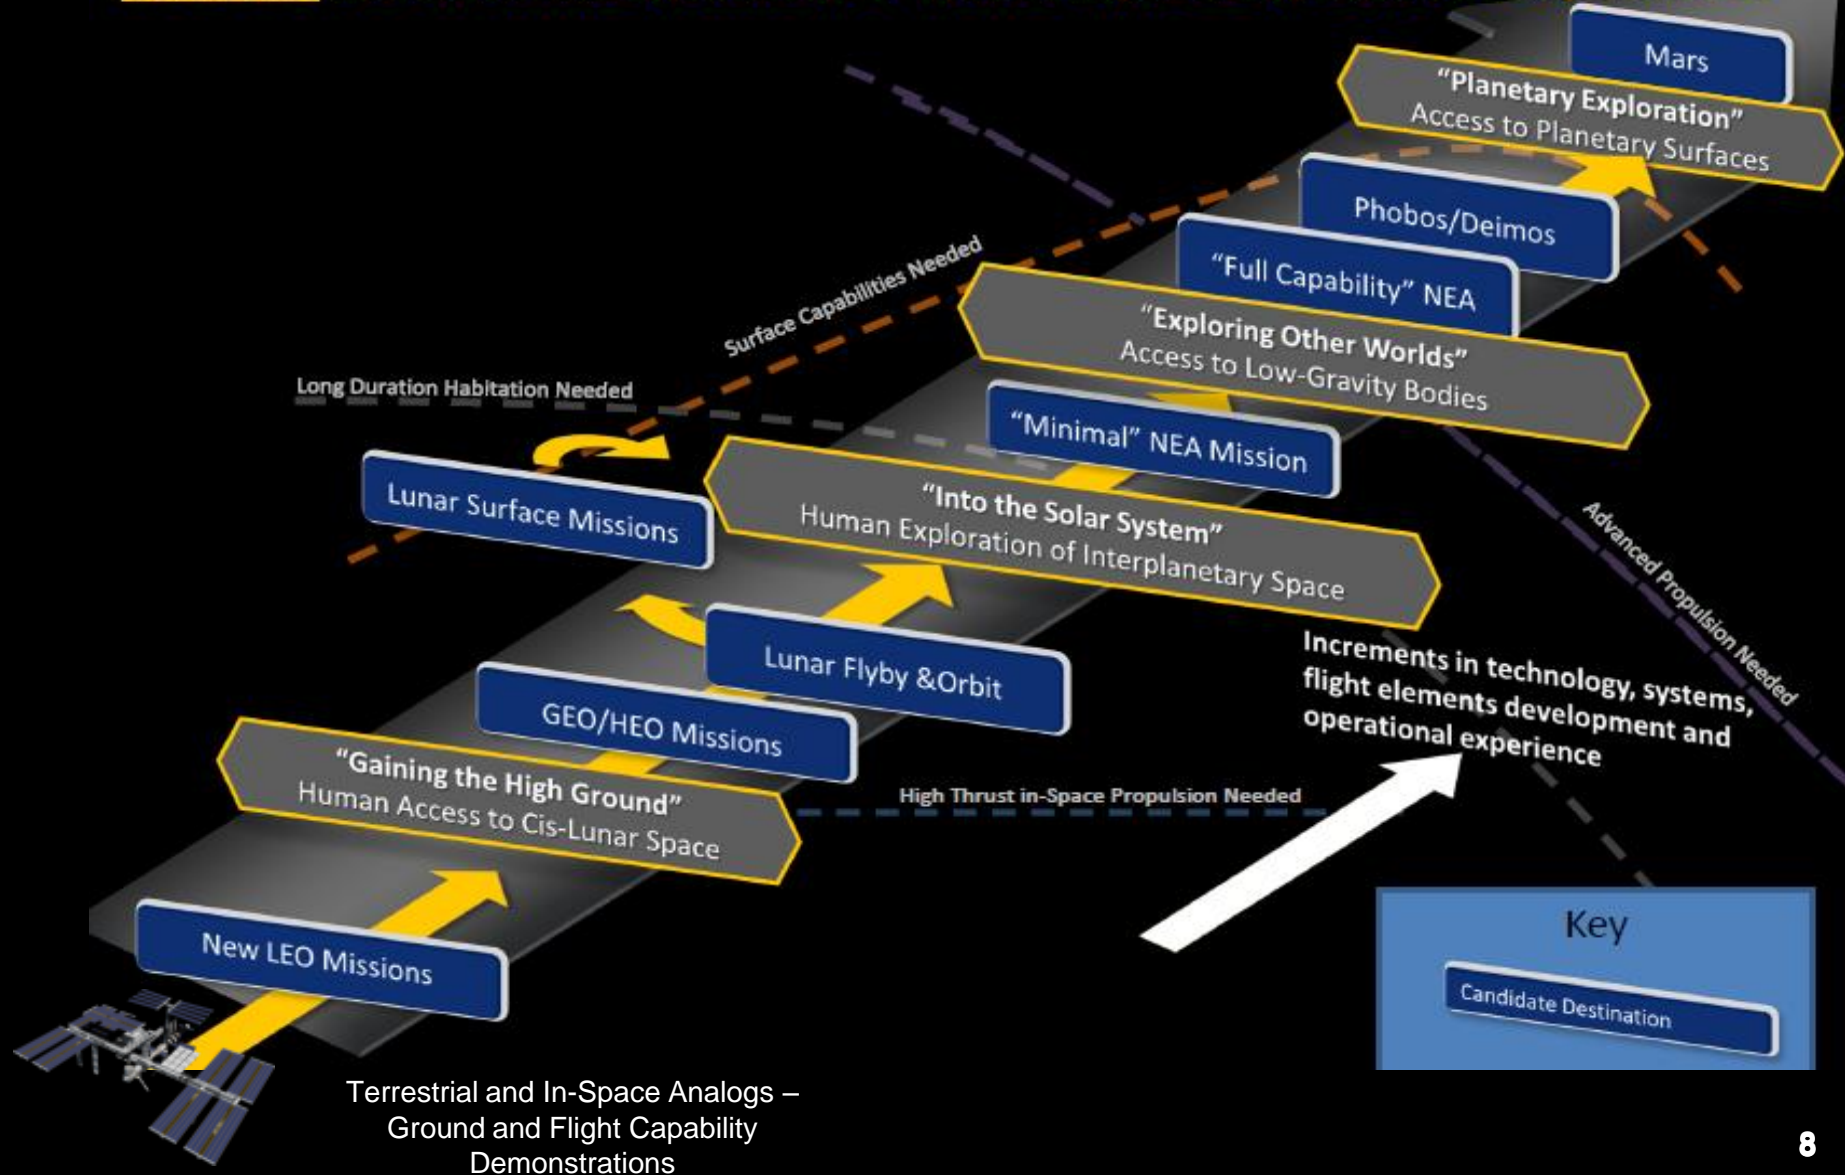 Mars
“Planetary Exploration”
Access to Planetary Surfaces
Phobos/Deimos
“Full Capability” NEA
“Exploring Other Worlds”
Access to Low-Gravity Bodies
Surface Capabilities Needed
Long Duration Habitation Needed
“Minimal” NEA Mission
Lunar Surface Missions
“Into the Solar System”
Human Exploration of Interplanetary Space
Advanced Propulsion Needed
Lunar Flyby &Orbit
Increments in technology, systems,
flight elements development and
operational experience
GEO/HEO Missions
“Gaining the High Ground”
Human Access to Cis-Lunar Space
High Thrust in-Space Propulsion Needed
New LEO Missions
Key
Candidate Destination
Terrestrial and In-Space Analogs –
Ground and Flight Capability
Demonstrations
8